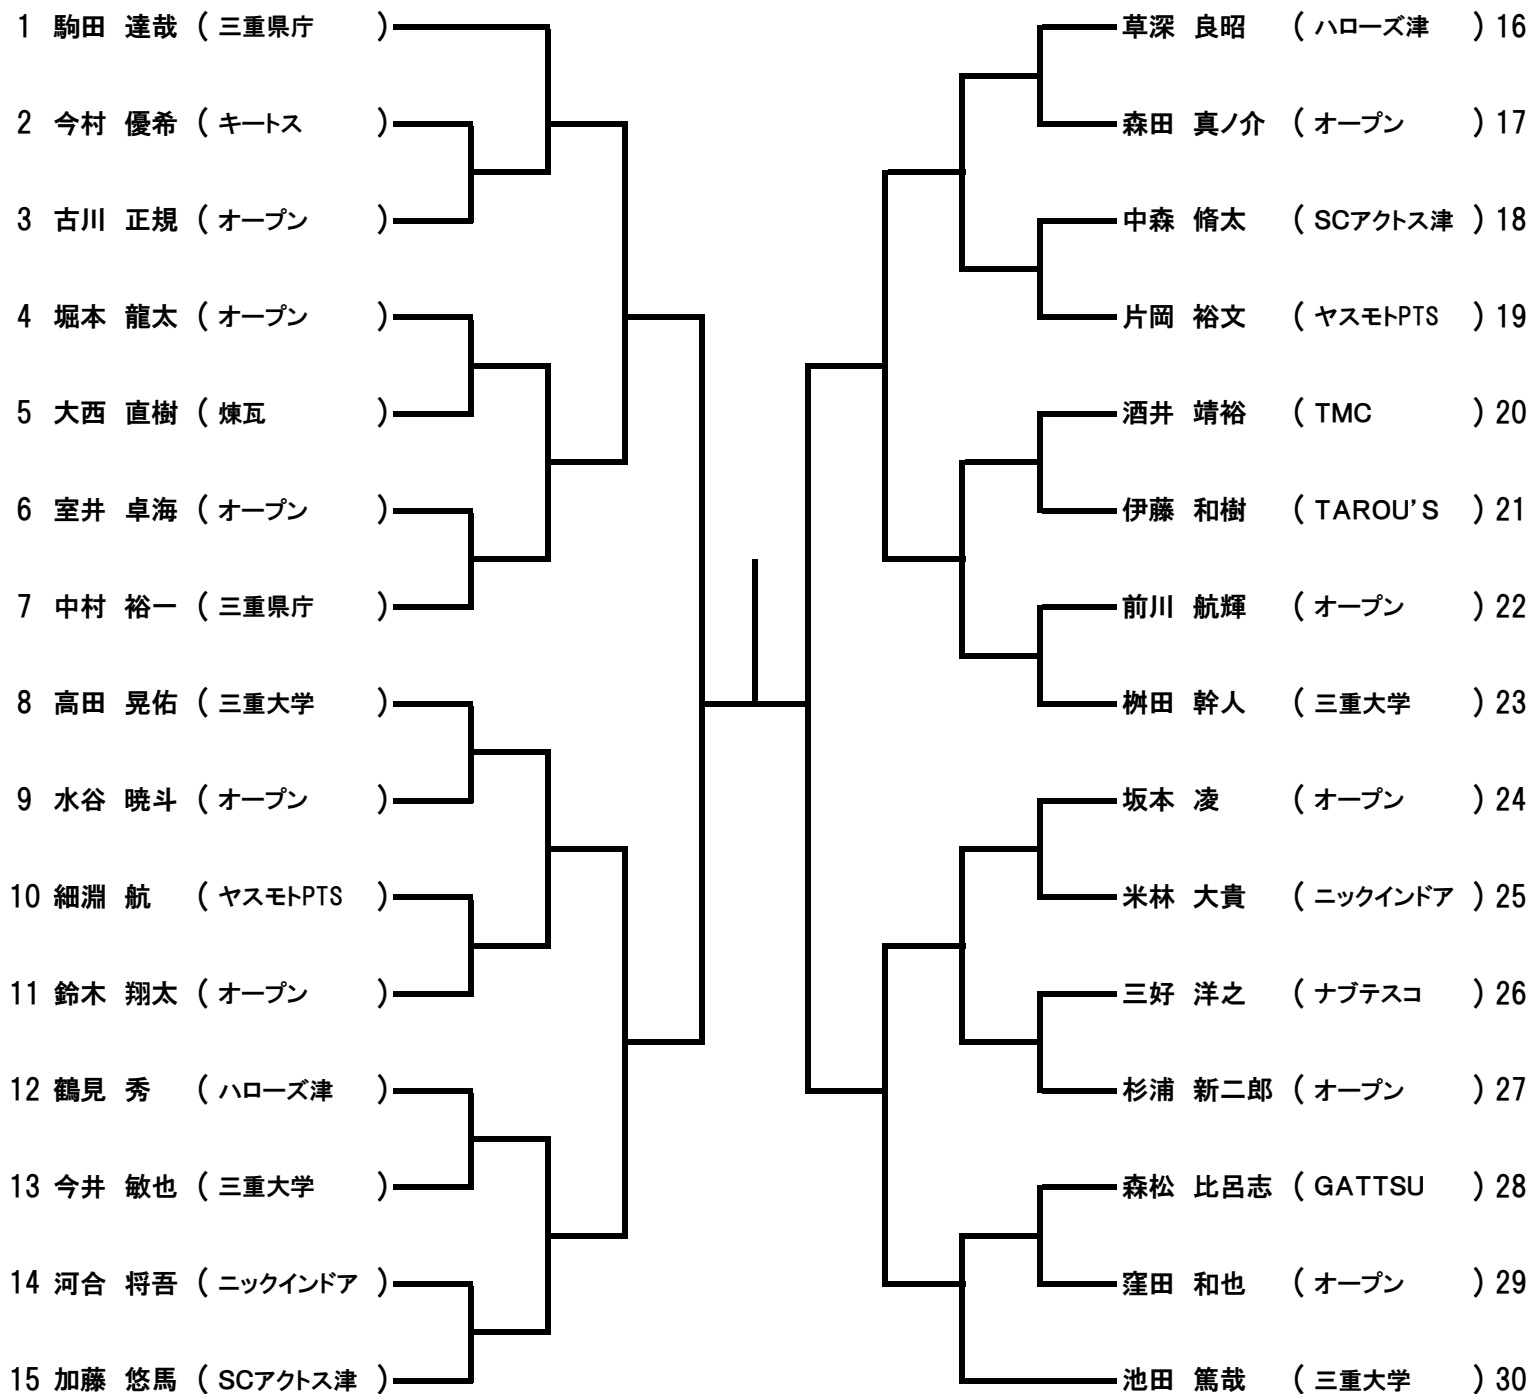 1 駒田 達哉 ( 三重県庁 )
2 今村 優希 ( キートス )
3 古川 正規 ( オープン )
4 堀本 龍太 ( オープン )
5 大西 直樹 ( 煉瓦 )
6 室井 卓海 ( オープン )
7 中村 裕一 ( 三重県庁 )
8 高田 晃佑 ( 三重大学 )
9 水谷 暁斗 ( オープン )
10 細淵 航 ( ヤスモトPTS )
11 鈴木 翔太 ( オープン )
12 鶴見 秀 ( ハローズ津 )
13 今井 敏也 ( 三重大学 )
14 河合 将吾 ( ニックインドア )
15 加藤 悠馬 ( SCアクトス津 )
草深 良昭 ( ハローズ津 ) 16
森田 真ノ介 ( オープン ) 17
中森 脩太 ( SCアクトス津 ) 18
片岡 裕文 ( ヤスモトPTS ) 19
酒井 靖裕 ( TMC ) 20
伊藤 和樹 ( TAROU'S ) 21
前川 航輝 ( オープン ) 22
桝田 幹人 ( 三重大学 ) 23
坂本 凌 ( オープン ) 24
米林 大貴 ( ニックインドア ) 25
三好 洋之 ( ナブテスコ ) 26
杉浦 新二郎 ( オープン ) 27
森松 比呂志 ( GATTSU ) 28
窪田 和也 ( オープン ) 29
池田 篤哉 ( 三重大学 ) 30